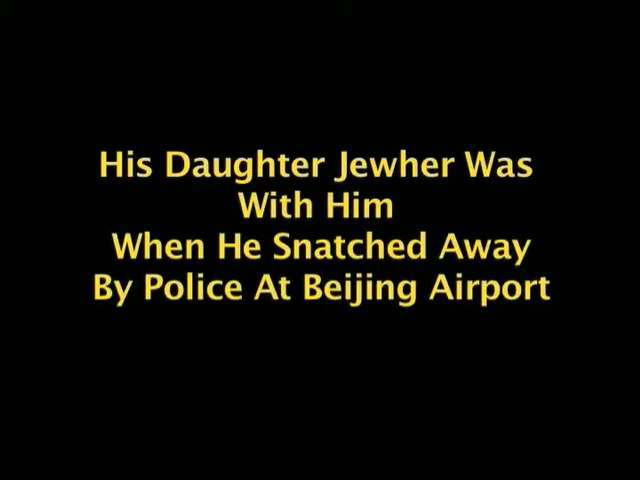 His Daughter Jewher Was
With Him
When He Snatched Away
By Police At Beijing Airport